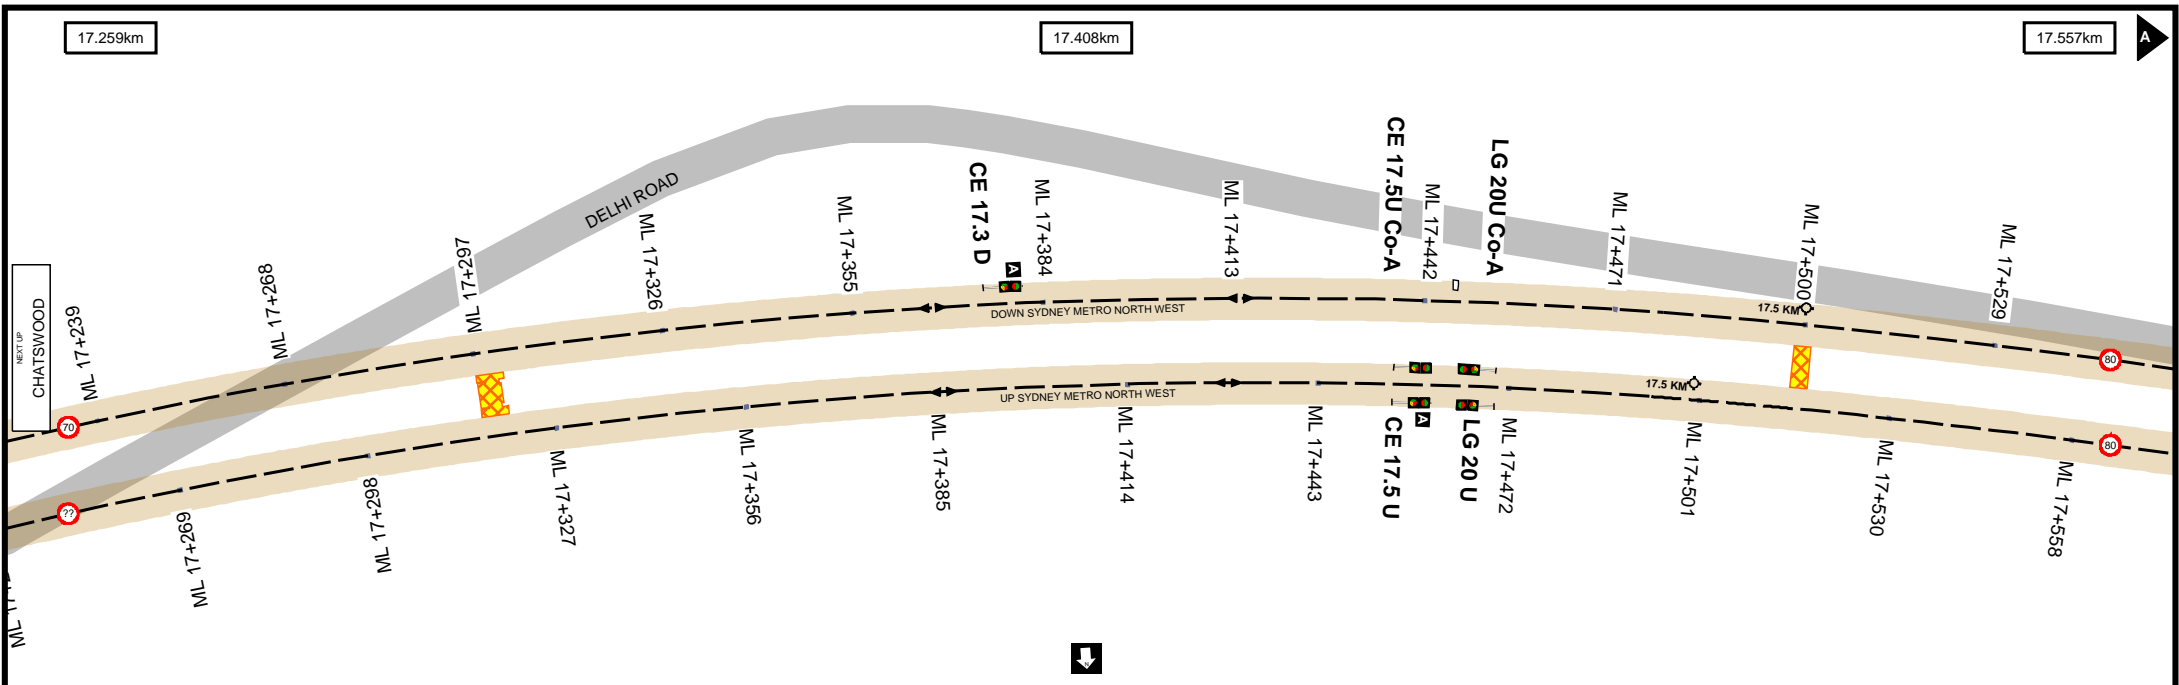 17.259km
17.408km
17.557km
A
DELHI ROAD
CE 17.3 D
A
CE 17.5U Co-A
LG 20U Co-A
ML 17+239
ML 17+268
ML 17+297
ML 17+326
ML 17+355
ML 17+384
ML 17+413
ML 17+442
ML 17+471
ML 17+500
ML 17+529
NEXT UP
CHATSWOOD
DOWN SYDNEY METRO NORTH WEST
17.5 KM
70
80
UP SYDNEY METRO NORTH WEST
17.5 KM
??
80
A
CE 17.5 U
LG 20 U
ML 17+269
ML 17+298
ML 17+327
ML 17+356
ML 17+385
ML 17+414
ML 17+443
ML 17+472
ML 17+501
ML 17+530
ML 17+558
N